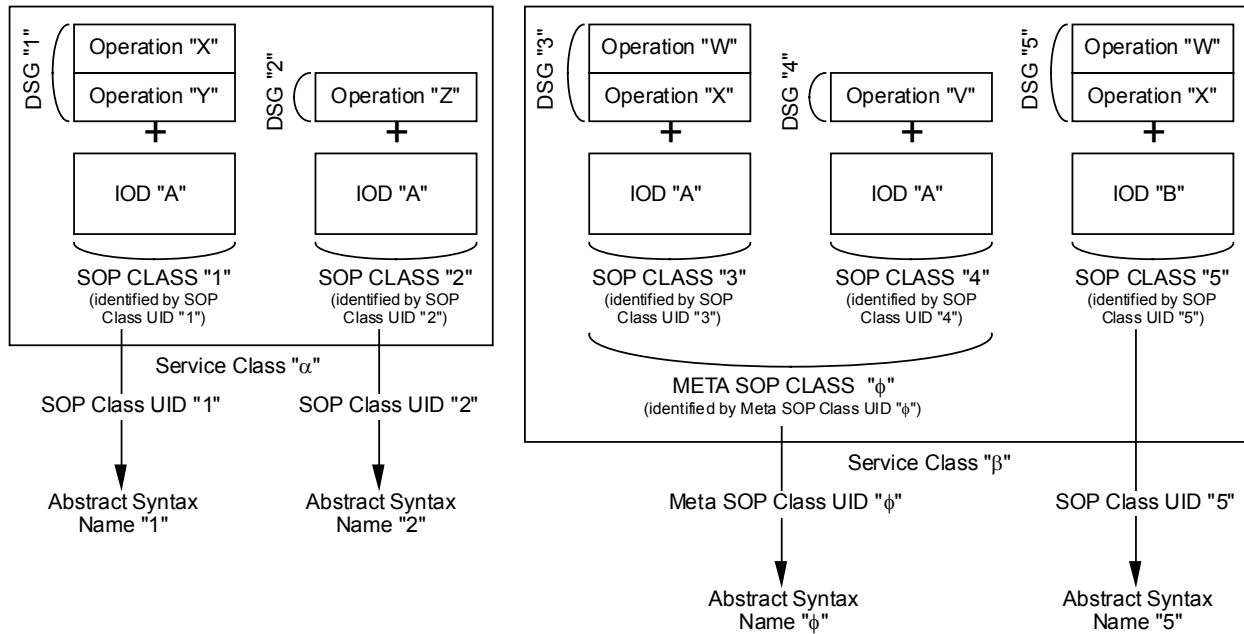 DSG "1"
Operation "X"
Operation "Y"
+
IOD "A"
SOP CLASS "1"
(identified by SOP
Class UID "1")
DSG "2"
Operation "Z"
+
IOD "A"
SOP CLASS "2"
(identified by SOP
Class UID "2")
Service Class "α"
SOP Class UID "1"
SOP Class UID "2"
Abstract Syntax
Name "1"
Abstract Syntax
Name "2"
DSG "3"
Operation "W"
Operation "X"
+
IOD "A"
SOP CLASS "3"
(identified by SOP
Class UID "3")
DSG "4"
Operation "V"
+
IOD "A"
SOP CLASS "4"
(identified by SOP
Class UID "4")
DSG "5"
Operation "W"
Operation "X"
+
IOD "B"
SOP CLASS "5"
(identified by SOP
Class UID "5")
META SOP CLASS "ϕ"
(identified by Meta SOP Class UID "ϕ")
Service Class "β"
Meta SOP Class UID "ϕ"
SOP Class UID "5"
Abstract Syntax
Name "ϕ"
Abstract Syntax
Name "5"